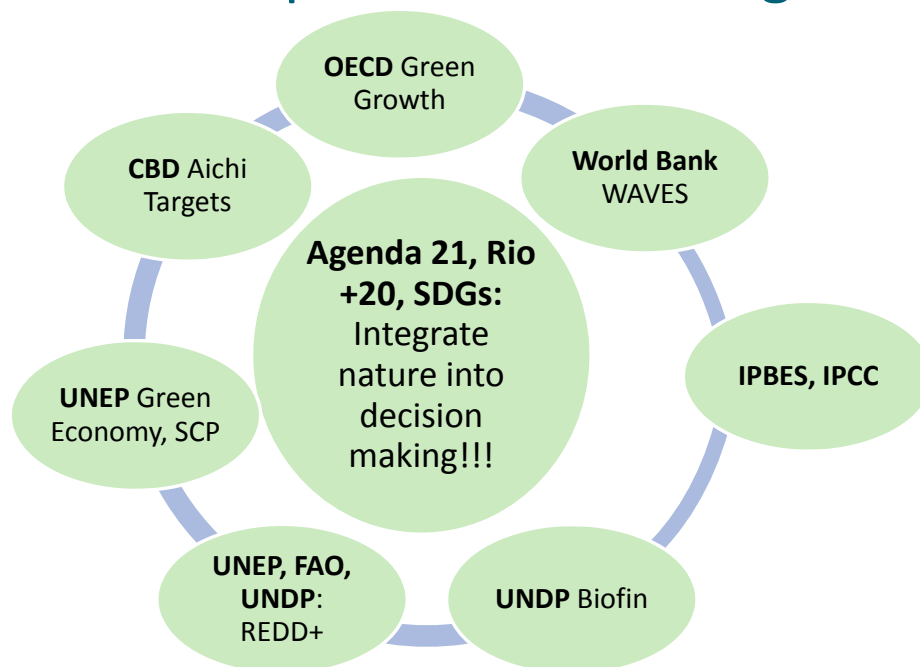 OECD Green
Growth
World Bank
WAVES
IPBES, IPCC
UNDP Biofin
UNEP, FAO,
UNDP:
REDD+
UNEP Green
Economy, SCP
CBD Aichi
Targets
Agenda 21, Rio
+20, SDGs:
Integrate
nature into
decision
making!!!